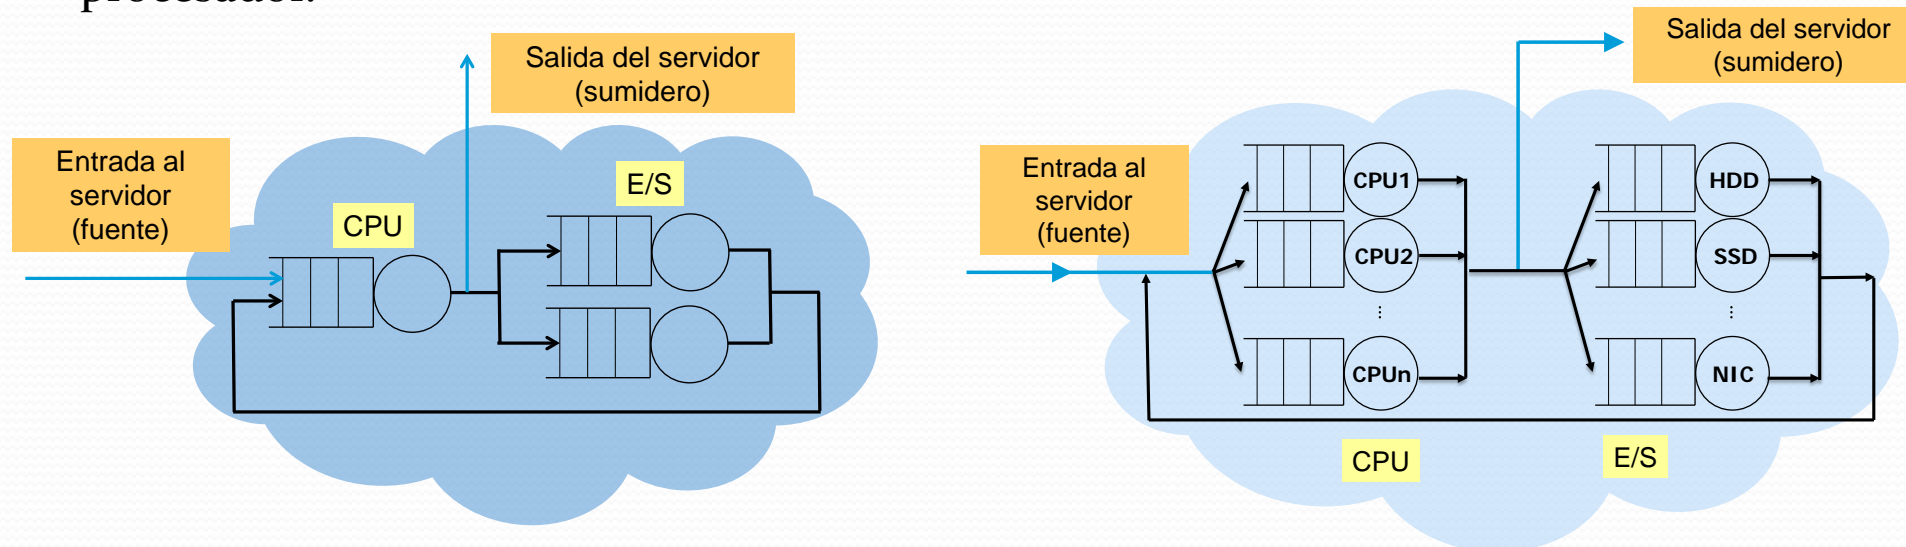 procesador.
Salida del servidor
(sumidero)
Entrada al
servidor
(fuente)
CPU
E/S
Salida del servidor
(sumidero)
Entrada al
servidor
(fuente)
CPU1
CPU2
⋮
CPUn
HDD
SSD
⋮
NIC
CPU
E/S